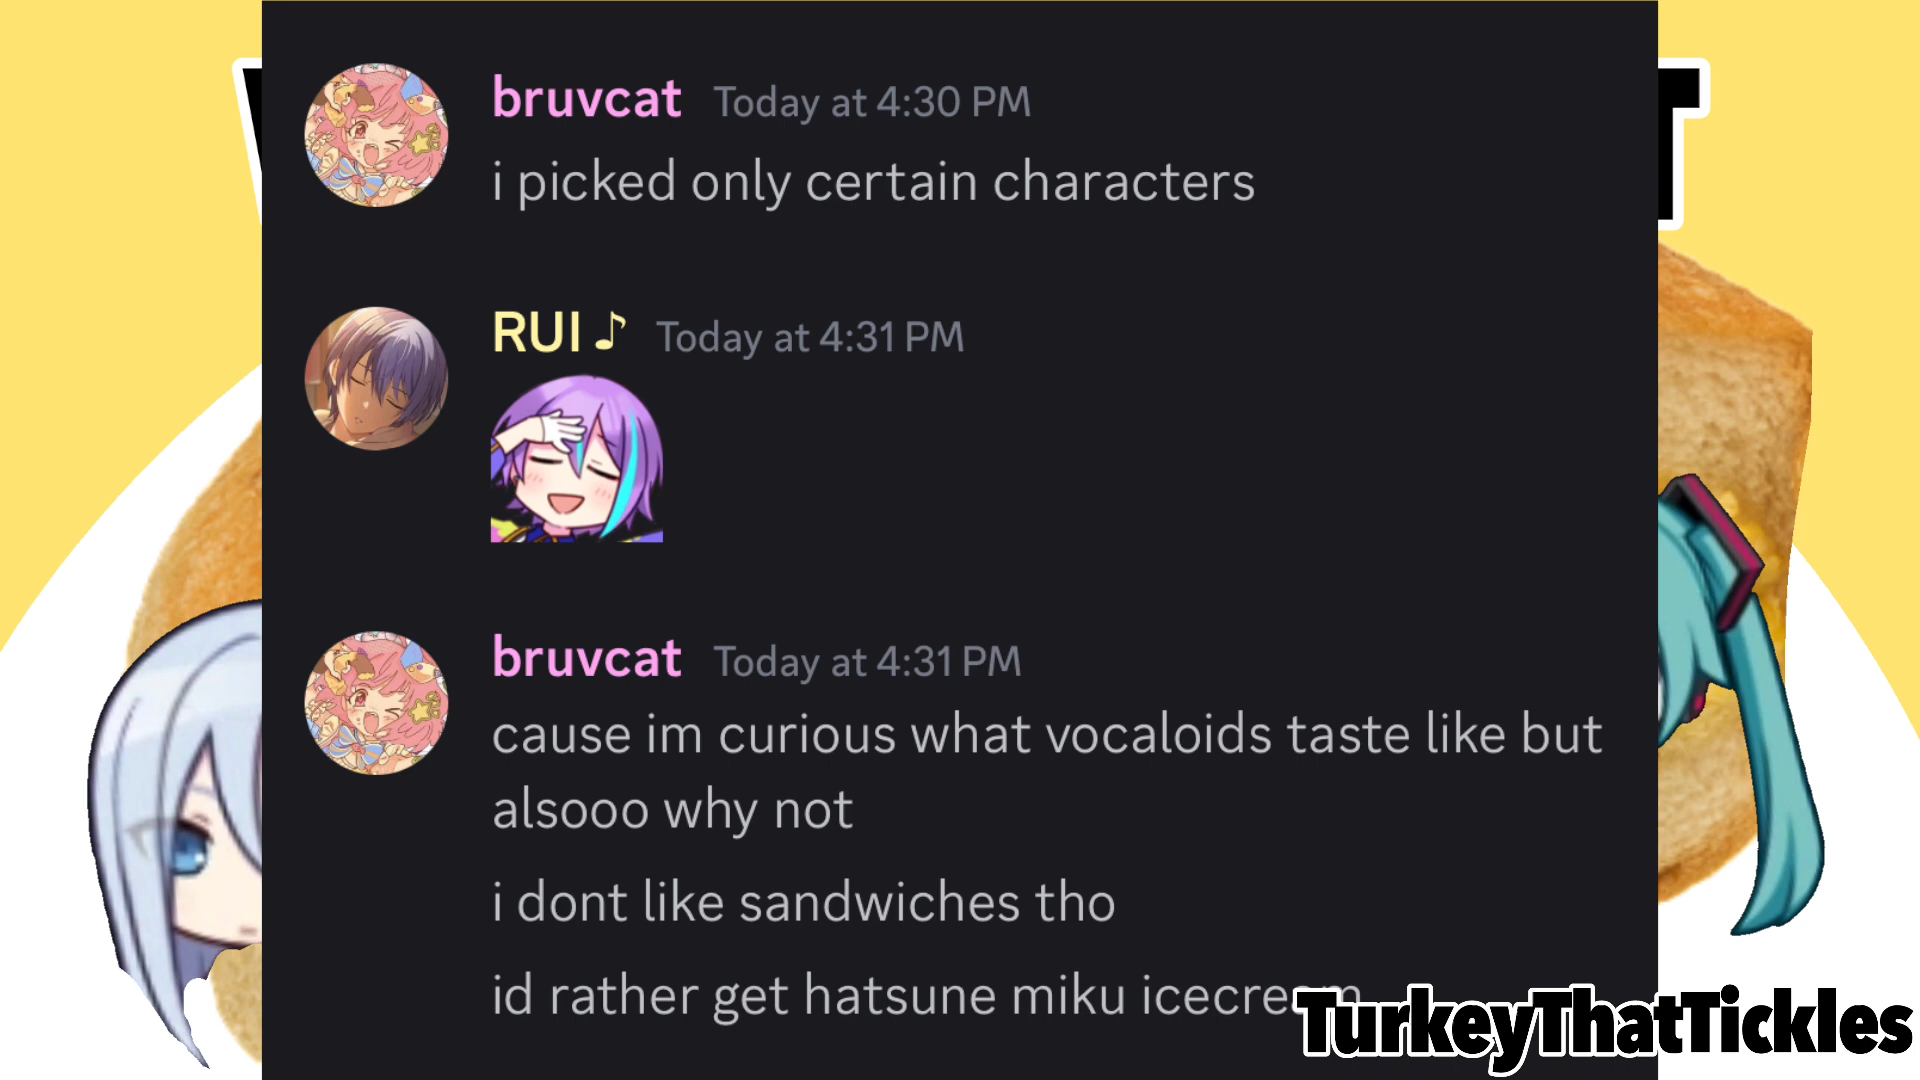 bruvcat Today at 4:30 PM
i picked only certain characters
RUI♪ Today at 4:31 PM
bruvcat Today at 4:31 PM
cause im curious what vocaloids taste like but
alsooo why not
i dont like sandwiches tho
id rather get hatsune miku icecream
TurkeyThatTickles